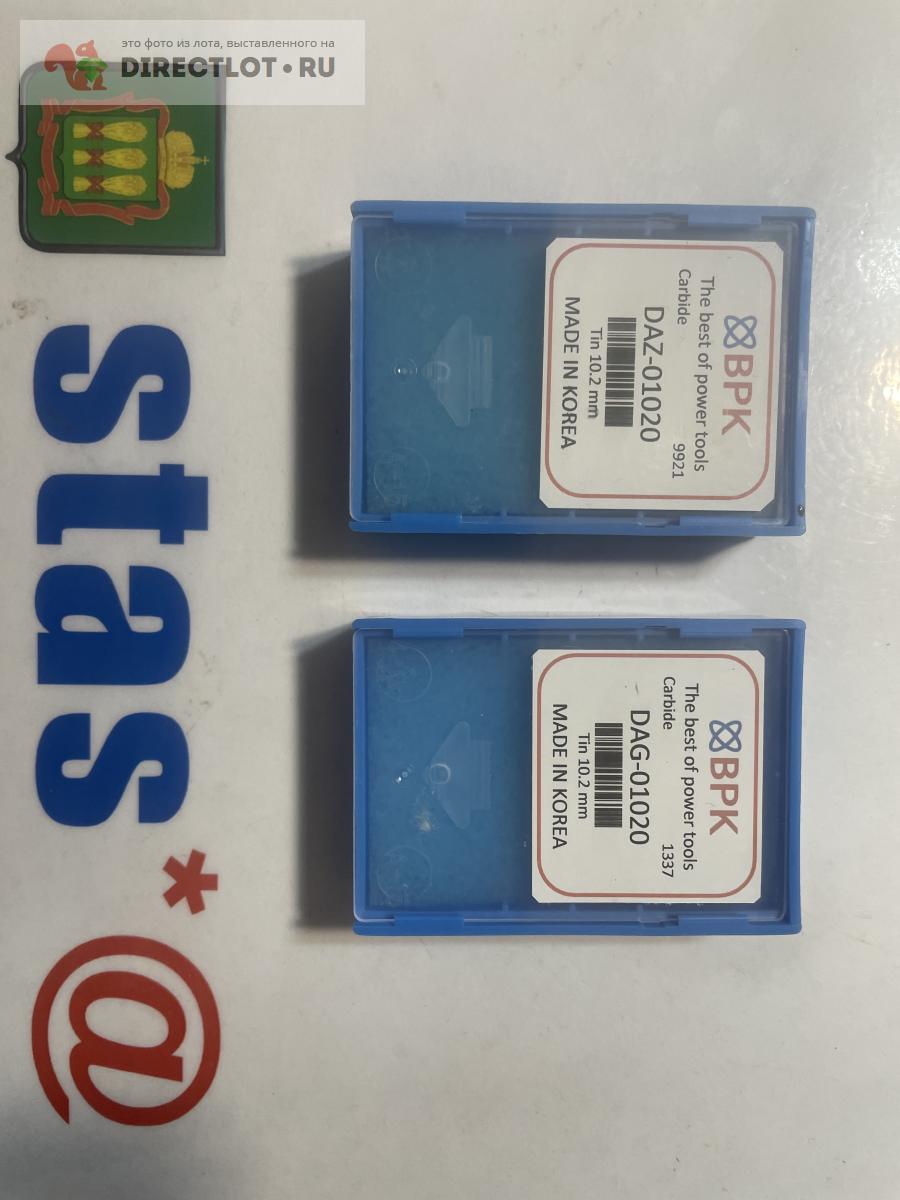 это фото из лота, выставленного на
DIRECTLOT•RU
stas*@
BPK
The best of power tools
Carbide 9921
DAZ-01020
Tin 10.2 mm
MADE IN KOREA
BPK
The best of power tools
Carbide 1337
DAG-01020
Tin 10.2 mm
MADE IN KOREA